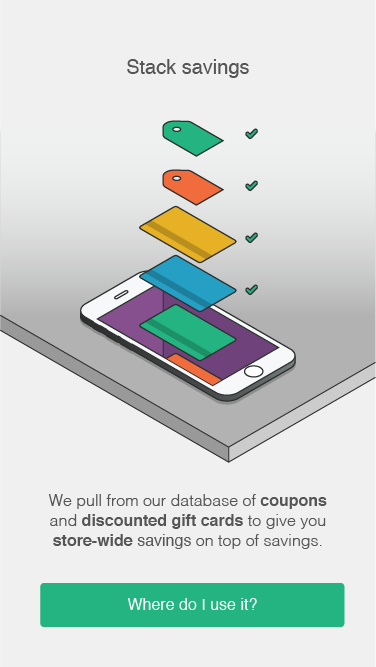 Stack savings
We pull from our database of coupons
and discounted gift cards to give you
store-wide savings on top of savings.
Where do I use it?